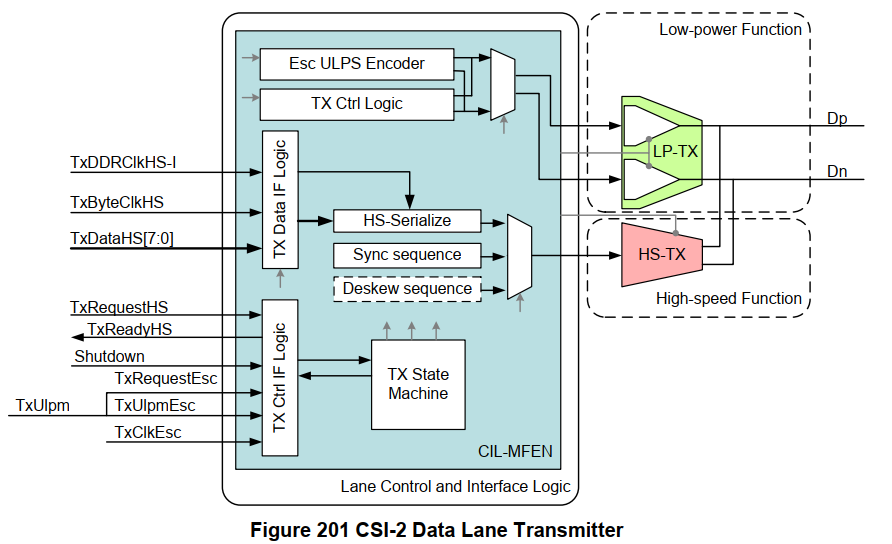 Low-power Function
Esc ULPS Encoder
TX Ctrl Logic
Dp
LP-TX
Dn
TxDDRClkHS-I
TxByteClkHS
TxDataHS[7:0]
TX Data IF Logic
HS-Serialize
Sync sequence
Deskew sequence
HS-TX
High-speed Function
TxRequestHS
TxReadyHS
Shutdown
TxRequestEsc
TxUlpm
TxUlpmEsc
TxClkEsc
TX Ctrl IF Logic
TX State
Machine
CIL-MFEN
Lane Control and Interface Logic
Figure 201 CSI-2 Data Lane Transmitter